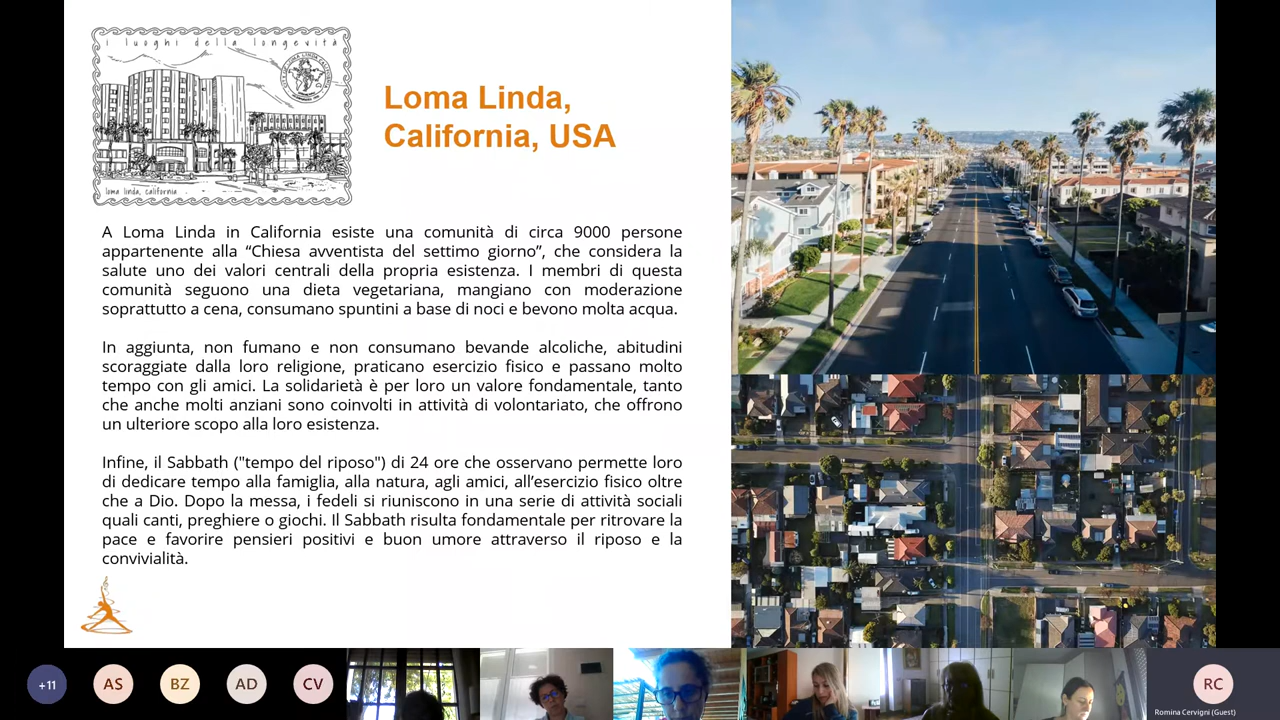 i luoghi della longevità
loma linda, california
Loma Linda,
California, USA
A Loma Linda in California esiste una comunità di circa 9000 persone
appartenente alla “Chiesa avventista del settimo giorno”, che considera la
salute uno dei valori centrali della propria esistenza. I membri di questa
comunità seguono una dieta vegetariana, mangiano con moderazione
soprattutto a cena, consumano spuntini a base di noci e bevono molta acqua.
In aggiunta, non fumano e non consumano bevande alcoliche, abitudini
scoraggiate dalla loro religione, praticano esercizio fisico e passano molto
tempo con gli amici. La solidarietà è per loro un valore fondamentale, tanto
che anche molti anziani sono coinvolti in attività di volontariato, che offrono
un ulteriore scopo alla loro esistenza.
Infine, il Sabbath ("tempo del riposo") di 24 ore che osservano permette loro
di dedicare tempo alla famiglia, alla natura, agli amici, all’esercizio fisico oltre
che a Dio. Dopo la messa, i fedeli si riuniscono in una serie di attività sociali
quali canti, preghiere o giochi. Il Sabbath risulta fondamentale per ritrovare la
pace e favorire pensieri positivi e buon umore attraverso il riposo e la
convivialità.
+11
AS
BZ
AD
CV
RC
Romina Cervigni (Guest)